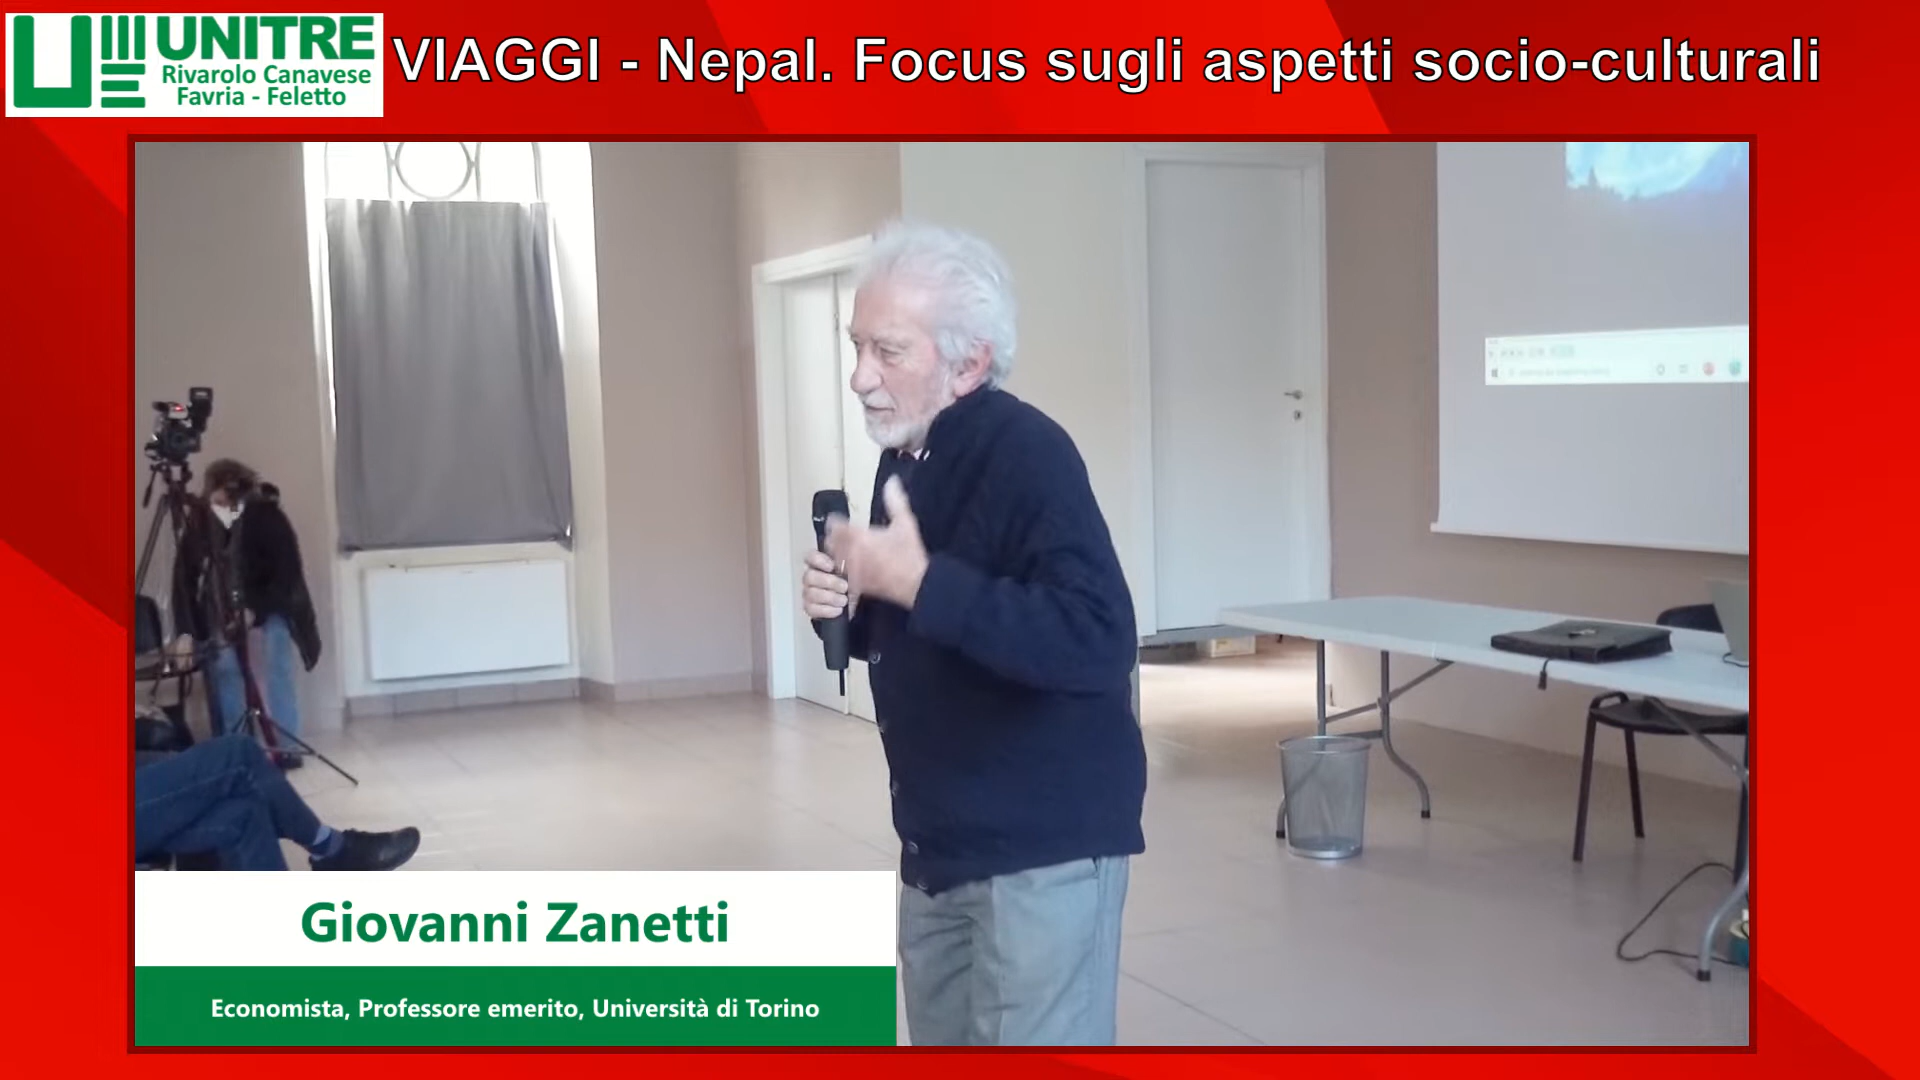 UNITRE
Rivarolo Canavese
Favria - Feletto
VIAGGI - Nepal. Focus sugli aspetti socio-culturali
Giovanni Zanetti
Economista, Professore emerito, Università di Torino